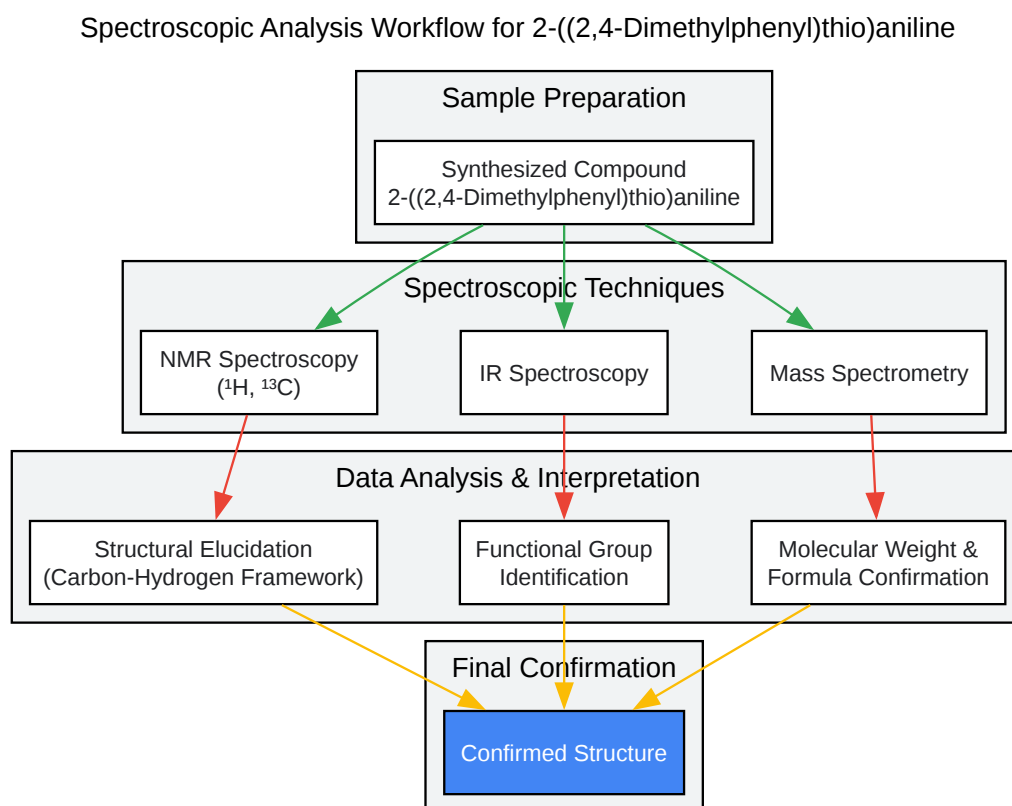 Spectroscopic Analysis Workflow for 2-((2,4-Dimethylphenyl)thio)aniline
Sample Preparation
Synthesized Compound
2-((2,4-Dimethylphenyl)thio)aniline
Spectroscopic Techniques
NMR Spectroscopy
(¹H, ¹³C)
IR Spectroscopy
Mass Spectrometry
Data Analysis & Interpretation
Structural Elucidation
(Carbon-Hydrogen Framework)
Functional Group
Identification
Molecular Weight &
Formula Confirmation
Final Confirmation
Confirmed Structure